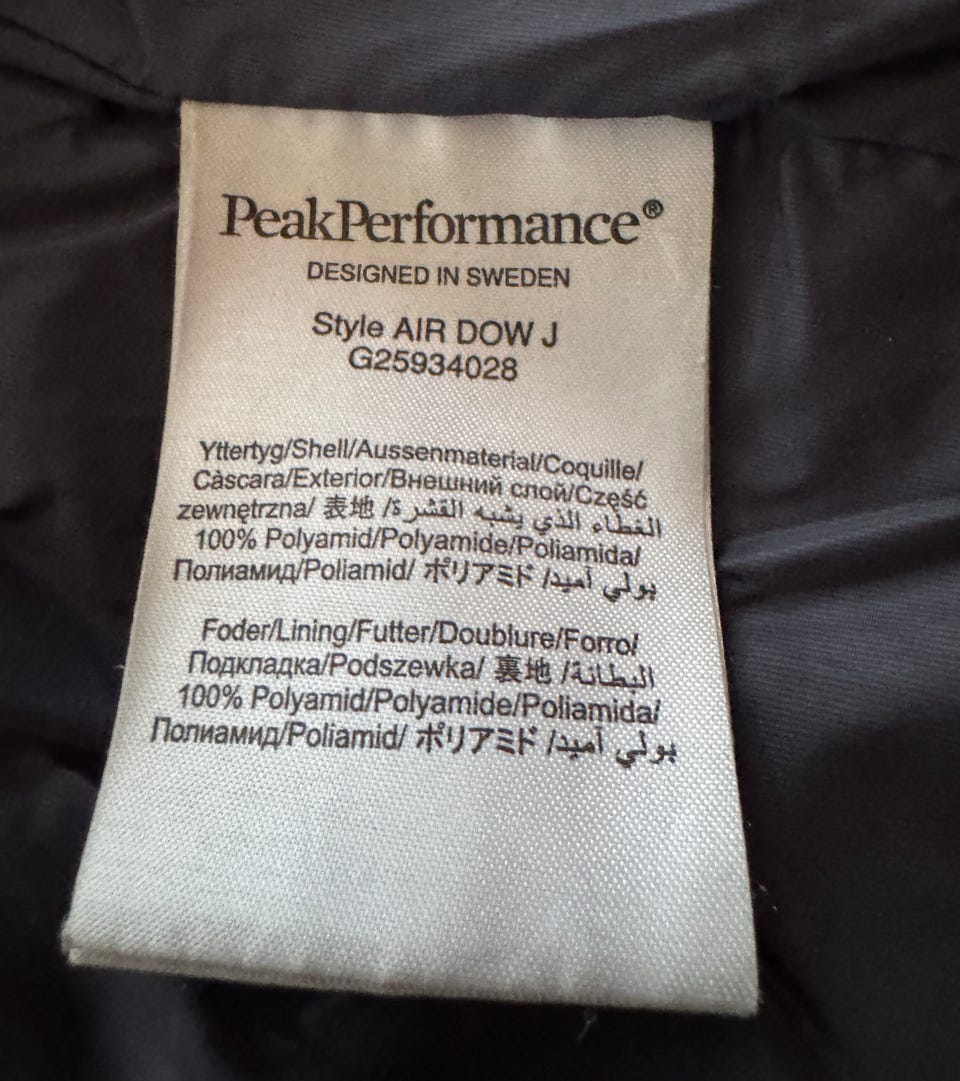 PeakPerformance®
DESIGNED IN SWEDEN
Style AIR DOW J
G25934028
Yttertyg/Shell/Aussenmaterial/Coquille/
Càscara/Exterior/Внешний слой/Część
zewnętrzna/ 表地 /الغطاء الذي يشبه القشرة
100% Polyamid/Polyamide/Poliamida/
Полиамид/Poliamid/ ポリアミド /بولي أميد
Foder/Lining/Futter/Doublure/Forro/
Подкладка/Podszewka/ 裏地 /البطانة
100% Polyamid/Polyamide/Poliamida/
Полиамид/Poliamid/ ポリアミド /بولي أميد